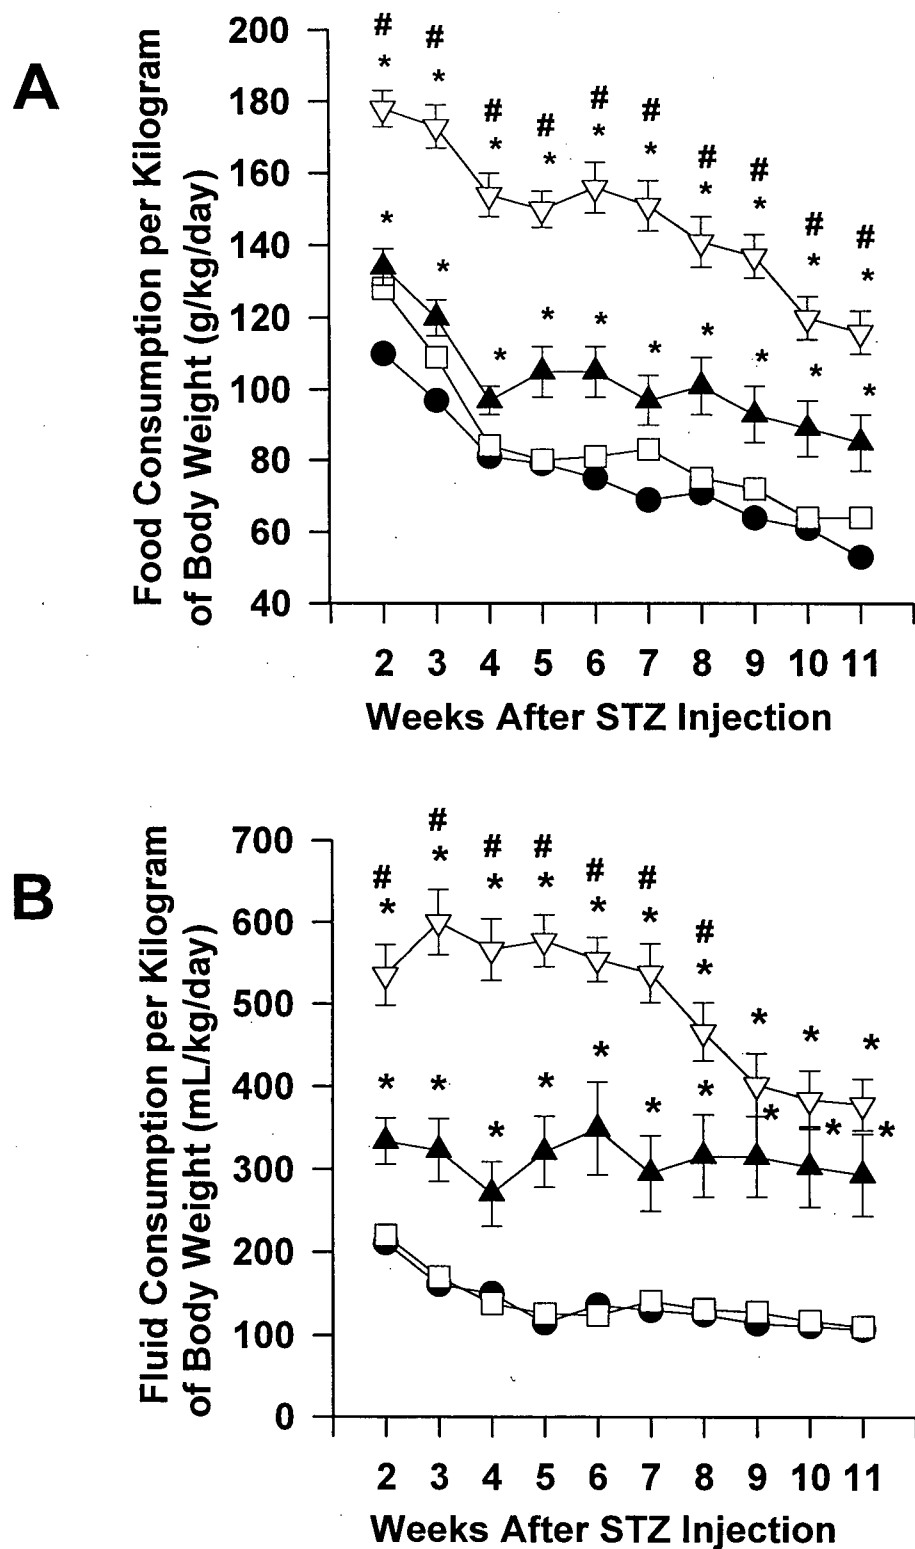 A
Food Consumption per Kilogram
of Body Weight (g/kg/day)
200
180
160
140
120
100
80
60
40
# # # # # # # # # #
* * * * * * * * * *
* * * * * * * * * *
2 3 4 5 6 7 8 9 10 11
Weeks After STZ Injection
B
Fluid Consumption per Kilogram
of Body Weight (mL/kg/day)
700
600
500
400
300
200
100
0
# # # # # # #
* * * * * * * * * *
* * * * * * * * * *
2 3 4 5 6 7 8 9 10 11
Weeks After STZ Injection